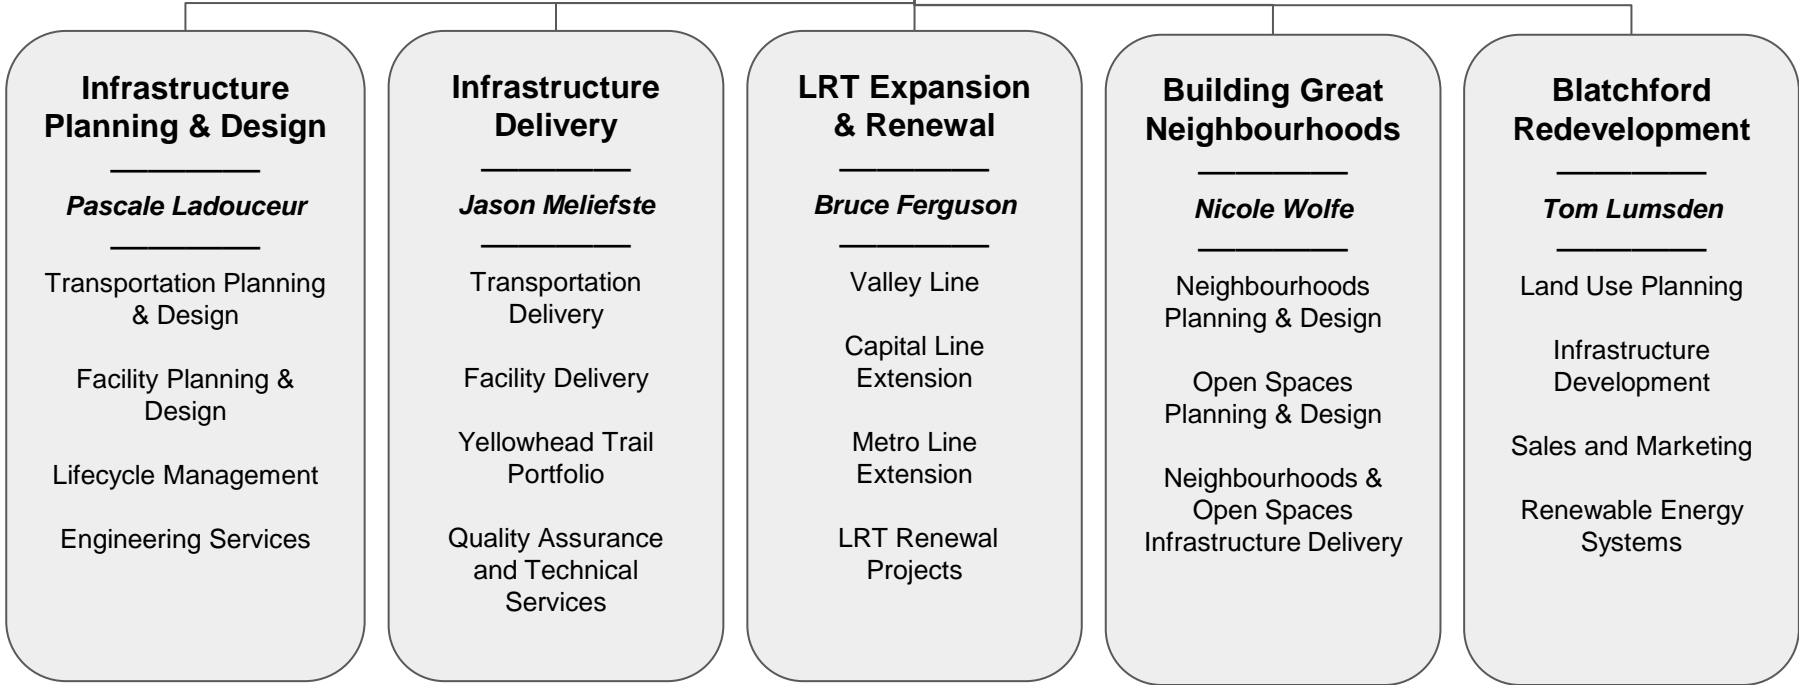 Infrastructure
Planning & Design
Pascale Ladouceur
Transportation Planning
& Design
Facility Planning &
Design
Lifecycle Management
Engineering Services
Infrastructure
Delivery
Jason Meliefste
Transportation
Delivery
Facility Delivery
Yellowhead Trail
Portfolio
Quality Assurance
and Technical
Services
LRT Expansion
& Renewal
Bruce Ferguson
Valley Line
Capital Line
Extension
Metro Line
Extension
LRT Renewal
Projects
Building Great
Neighbourhoods
Nicole Wolfe
Neighbourhoods
Planning & Design
Open Spaces
Planning & Design
Neighbourhoods &
Open Spaces
Infrastructure Delivery
Blatchford
Redevelopment
Tom Lumsden
Land Use Planning
Infrastructure
Development
Sales and Marketing
Renewable Energy
Systems